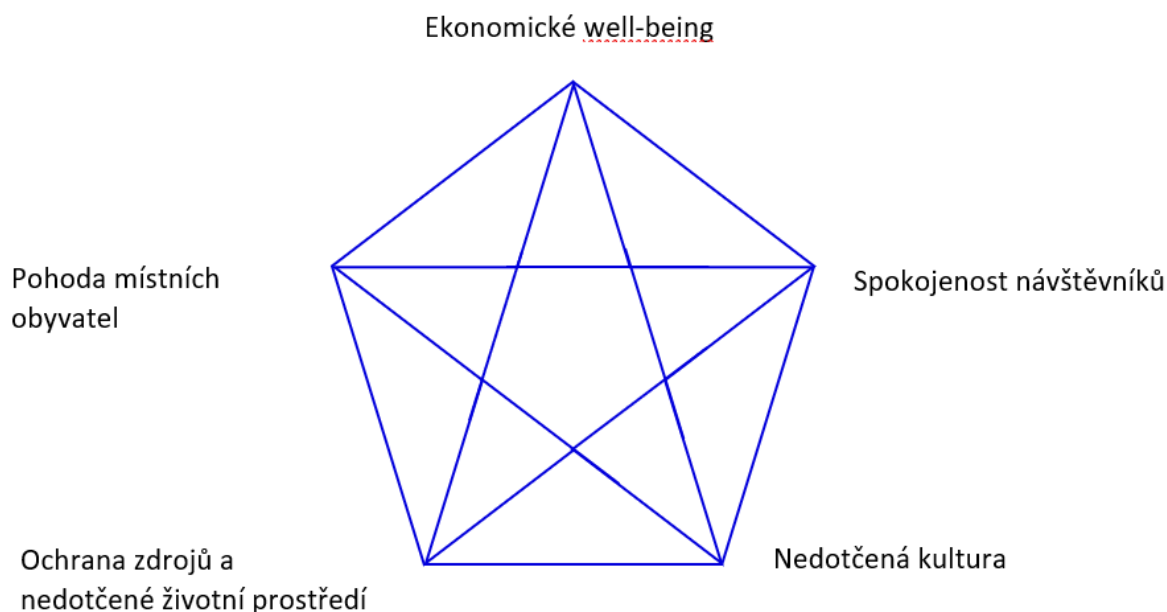 Ekonomické well-being
Pohoda místních
obyvatel
Spokojenost návštěvníků
Ochrana zdrojů a
nedotčené životní prostředí
Nedotčená kultura